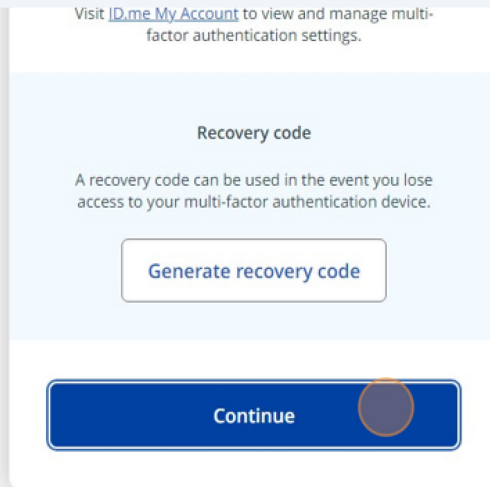 Visit ID.me My Account to view and manage multi-
factor authentication settings.
Recovery code
A recovery code can be used in the event you lose
access to your multi-factor authentication device.
Generate recovery code
Continue